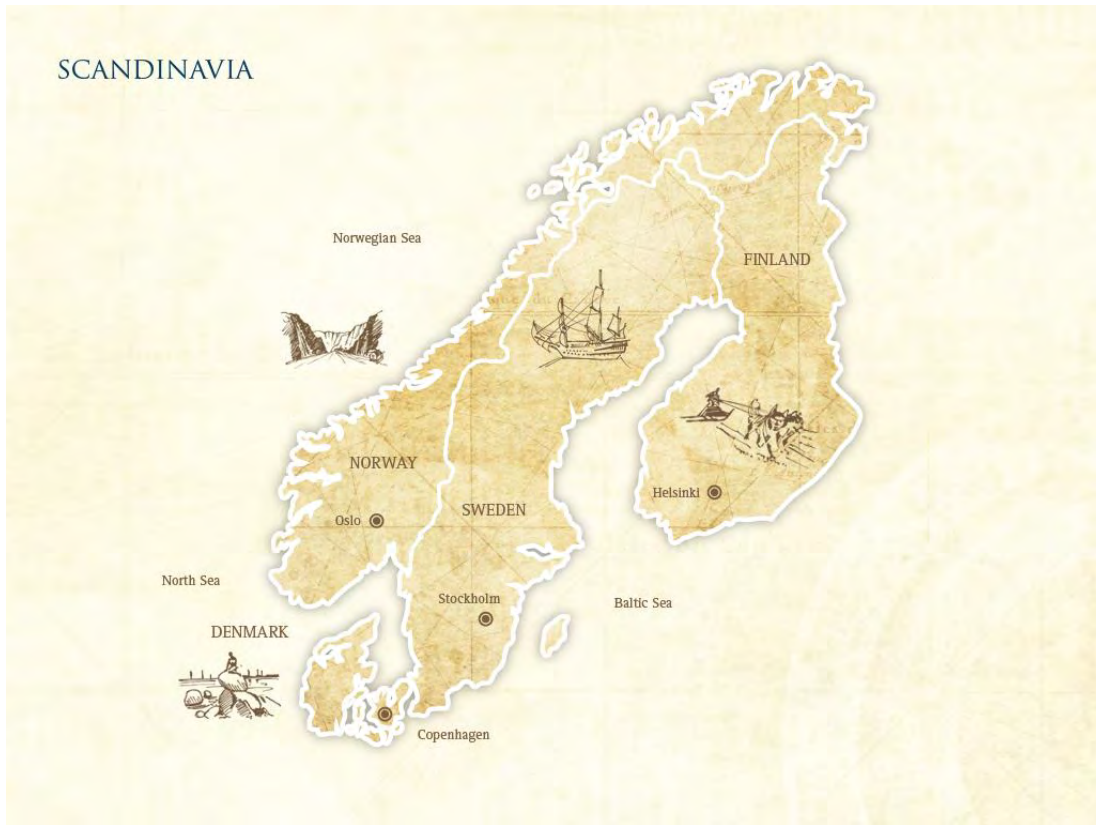 SCANDINAVIA
Norwegian Sea
FINLAND
NORWAY
Helsinki
SWEDEN
Oslo
North Sea
Stockholm
Baltic Sea
DENMARK
Copenhagen